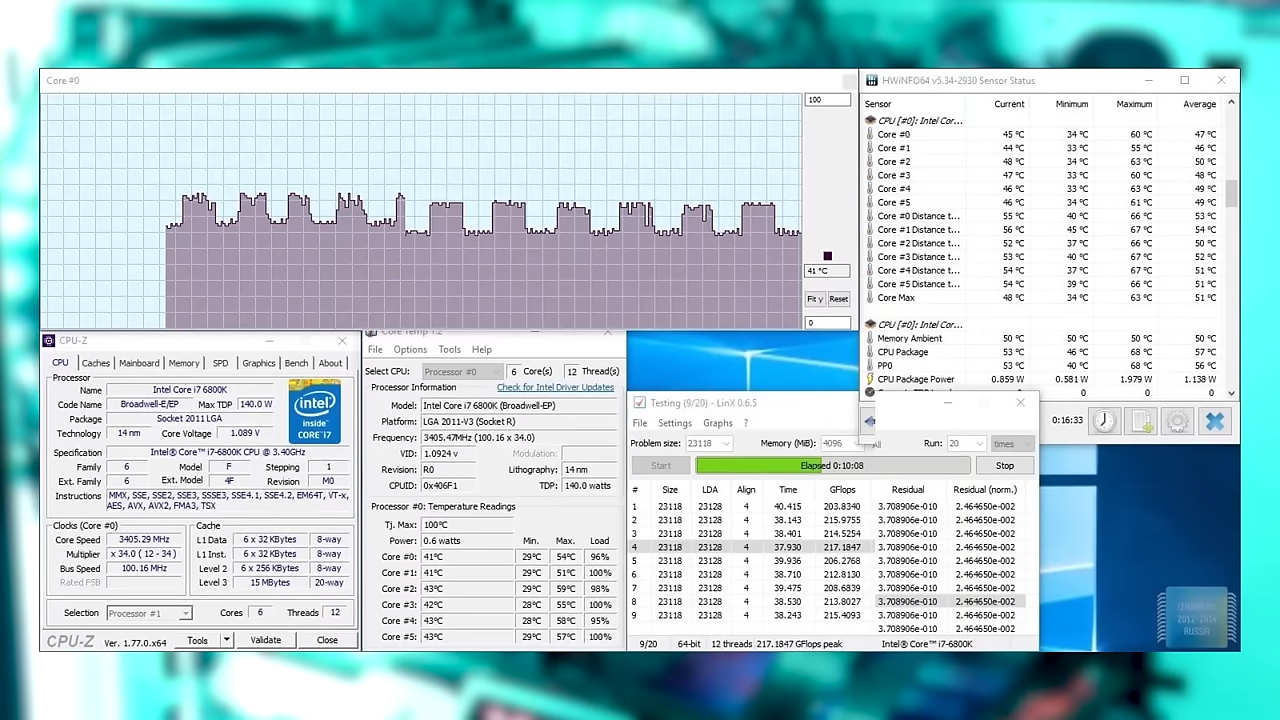 Core #0
100
41 °C
Fit y Reset
0
HWiNFO64 v5.34-2930 Sensor Status
Sensor Current Minimum Maximum Average
CPU [#0]: Intel Cor...
Core #0 45 °C 34 °C 60 °C 47 °C
Core #1 44 °C 33 °C 55 °C 46 °C
Core #2 48 °C 34 °C 63 °C 50 °C
Core #3 47 °C 33 °C 60 °C 48 °C
Core #4 46 °C 33 °C 63 °C 49 °C
Core #5 46 °C 34 °C 61 °C 49 °C
Core #0 Distance t... 55 °C 40 °C 66 °C 53 °C
Core #1 Distance t... 56 °C 45 °C 67 °C 54 °C
Core #2 Distance t... 52 °C 37 °C 66 °C 50 °C
Core #3 Distance t... 53 °C 40 °C 67 °C 52 °C
Core #4 Distance t... 54 °C 37 °C 67 °C 51 °C
Core #5 Distance t... 54 °C 39 °C 66 °C 51 °C
Core Max 48 °C 34 °C 63 °C 51 °C
CPU [#0]: Intel Cor...
Memory Ambient 50 °C 50 °C 50 °C 50 °C
CPU Package 53 °C 46 °C 68 °C 57 °C
PP0 53 °C 40 °C 68 °C 56 °C
CPU Package Power 0.859 W 0.581 W 1.979 W 1.138 W
0 0 0
0:16:33
CPU-Z
CPU Caches Mainboard Memory SPD Graphics Bench About
Processor
Name Intel Core i7 6800K
Code Name Broadwell-E/EP Max TDP 140.0 W
Package Socket 2011 LGA
Technology 14 nm Core Voltage 1.089 V
intel inside™ CORE™ i7
Specification Intel® Core™ i7-6800K CPU @ 3.40GHz
Family 6 Model F Stepping 1
Ext. Family 6 Ext. Model 4F Revision M0
Instructions MMX, SSE, SSE2, SSE3, SSSE3, SSE4.1, SSE4.2, EM64T, VT-x,
AES, AVX, AVX2, FMA3, TSX
Clocks (Core #0) Cache
Core Speed 3405.29 MHz L1 Data 6 x 32 KBytes 8-way
Multiplier x 34.0 ( 12 - 34 ) L1 Inst. 6 x 32 KBytes 8-way
Bus Speed 100.16 MHz Level 2 6 x 256 KBytes 8-way
Rated FSB Level 3 15 MBytes 20-way
Selection Processor #1 Cores 6 Threads 12
CPU-Z Ver. 1.77.0.x64 Tools Validate Close
Core Temp 1.2
File Options Tools Help
Select CPU: Processor #0 6 Core(s) 12 Thread(s)
Processor Information Check for Intel Driver Updates
Model: Intel Core i7 6800K (Broadwell-EP)
Platform: LGA 2011-V3 (Socket R)
Frequency: 3405.47MHz (100.16 x 34.0)
VID: 1.0924 v Modulation:
Revision: R0 Lithography: 14 nm
CPUID: 0x406F1 TDP: 140.0 watts
Processor #0: Temperature Readings
Tj. Max: 100°C
Power: 0.6 watts Min. Max. Load
Core #0: 41°C 29°C 54°C 96%
Core #1: 41°C 29°C 51°C 100%
Core #2: 43°C 29°C 59°C 98%
Core #3: 42°C 28°C 55°C 100%
Core #4: 43°C 28°C 58°C 95%
Core #5: 43°C 29°C 57°C 100%
Testing (9/20) - LinX 0.6.5
File Settings Graphs ?
Problem size: 23118 Memory (MiB): 4096 All Run: 20 times
Start Elapsed 0:10:08 Stop
# Size LDA Align Time GFlops Residual Residual (norm.)
1 23118 23128 4 40.415 203.8340 3.708906e-010 2.464650e-002
2 23118 23128 4 38.143 215.9755 3.708906e-010 2.464650e-002
3 23118 23128 4 38.401 214.5254 3.708906e-010 2.464650e-002
4 23118 23128 4 37.930 217.1847 3.708906e-010 2.464650e-002
5 23118 23128 4 39.936 206.2768 3.708906e-010 2.464650e-002
6 23118 23128 4 38.710 212.8130 3.708906e-010 2.464650e-002
7 23118 23128 4 39.475 208.6839 3.708906e-010 2.464650e-002
8 23118 23128 4 38.530 213.8027 3.708906e-010 2.464650e-002
9 23118 23128 4 38.243 215.4093 3.708906e-010 2.464650e-002
3.708906e-010 2.464650e-002
9/20 64-bit 12 threads 217.1847 GFlops peak Intel® Core™ i7-6800K
2012-2014
RUSSIA